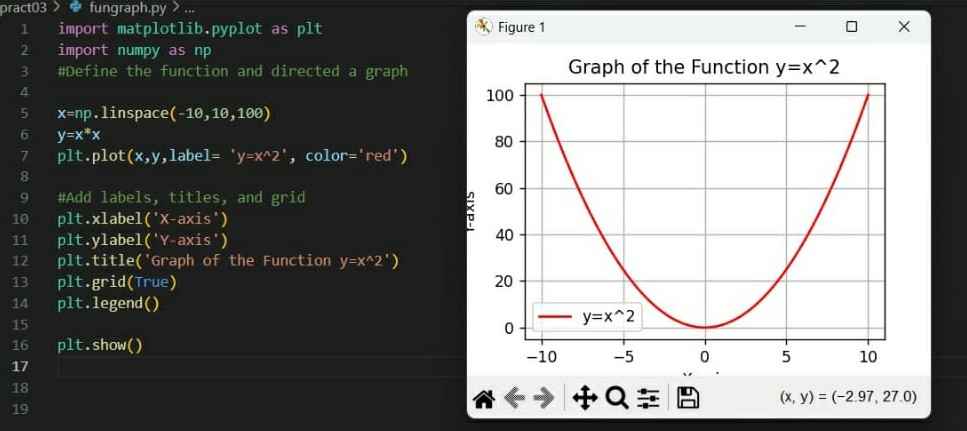 pract03 > fungraph.py > ...
1 import matplotlib.pyplot as plt
2 import numpy as np
3 #Define the function and directed a graph
4
5 x=np.linspace(-10,10,100)
6 y=x*x
7 plt.plot(x,y,label= 'y=x^2', color='red')
8
9 #Add labels, titles, and grid
10 plt.xlabel('X-axis')
11 plt.ylabel('Y-axis')
12 plt.title('Graph of the Function y=x^2')
13 plt.grid(True)
14 plt.legend()
15
16 plt.show()
17
18
19
Figure 1
Graph of the Function y=x^2
100
80
60
40
20
0
y=x^2
−10 −5 0 5 10
(x, y) = (−2.97, 27.0)